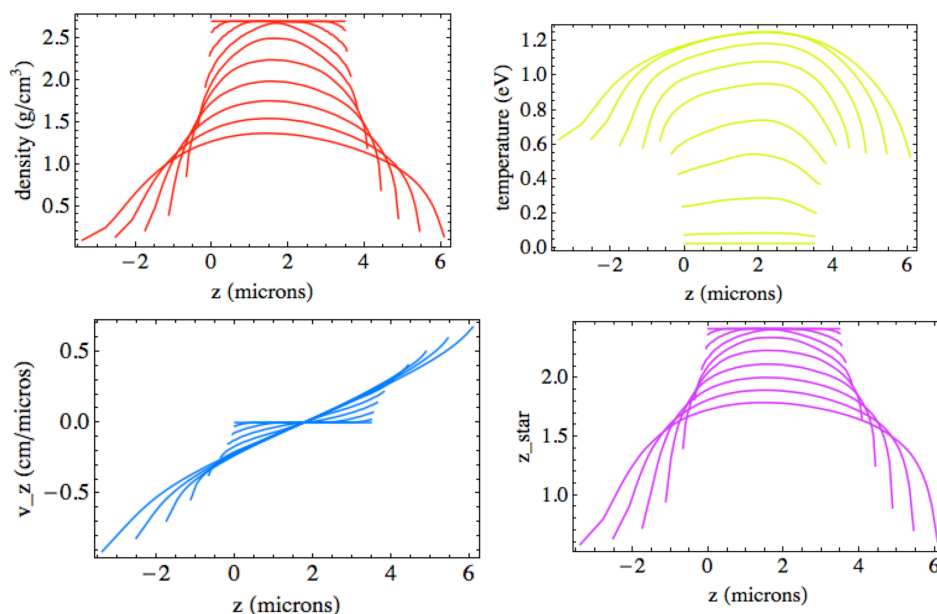 density (g/cm³)
2.5
2.0
1.5
1.0
0.5
−2 0 2 4 6
z (microns)
temperature (eV)
1.2
1.0
0.8
0.6
0.4
0.2
0.0
−2 0 2 4 6
z (microns)
v_z (cm/micros)
0.5
0.0
−0.5
−2 0 2 4 6
z (microns)
z_star
2.0
1.5
1.0
−2 0 2 4 6
z (microns)